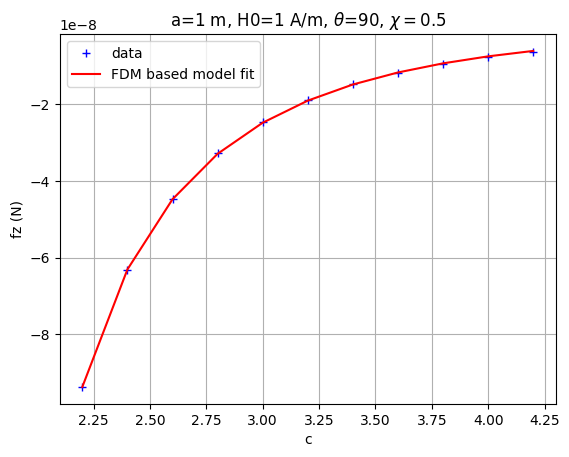 a=1 m, H0=1 A/m, θ=90, χ = 0.5
1e−8
data
FDM based model fit
−2
−4
−6
−8
fz (N)
2.25 2.50 2.75 3.00 3.25 3.50 3.75 4.00 4.25
c